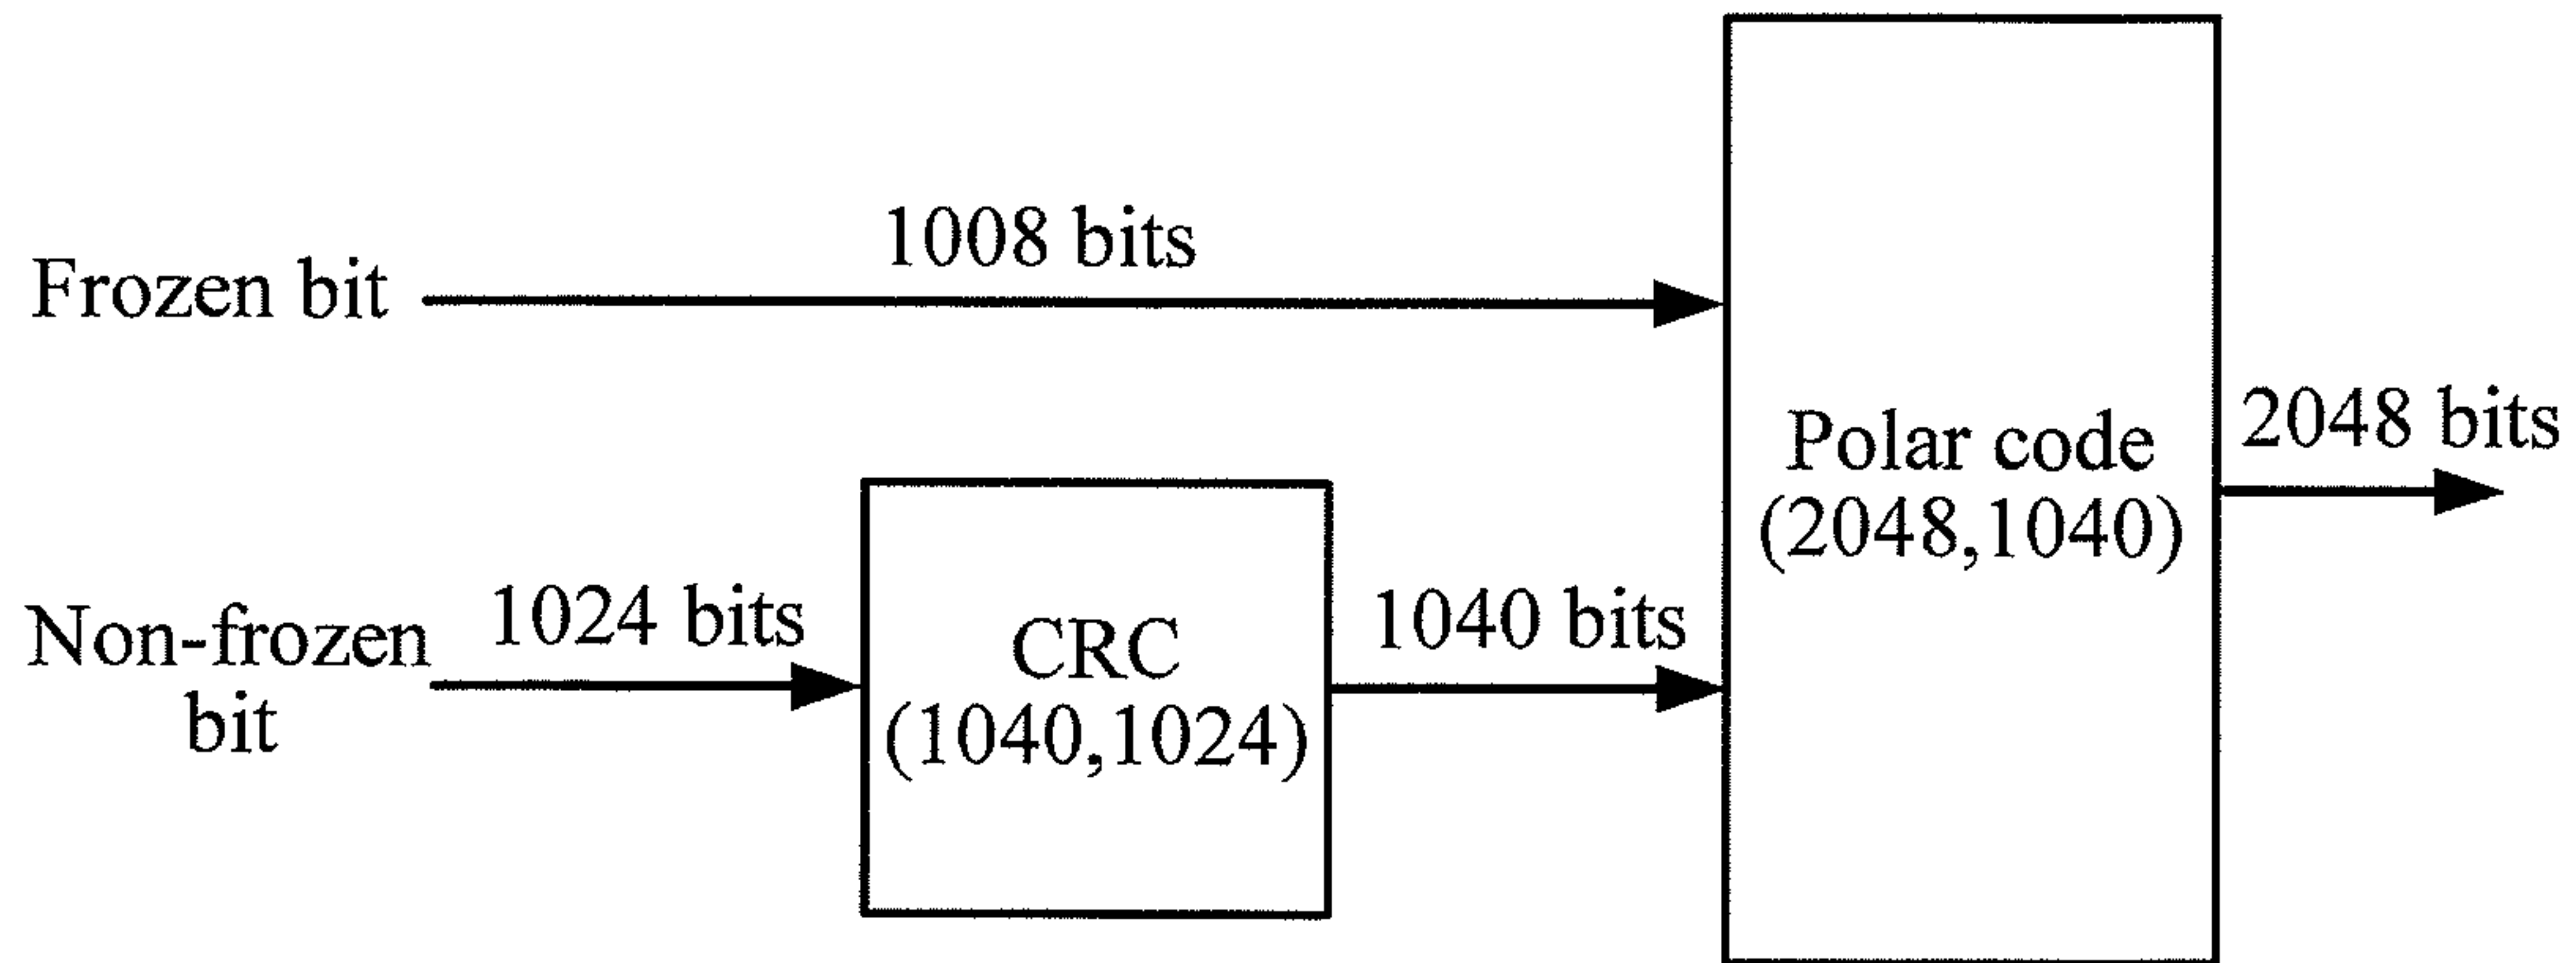 1008 bits
Frozen bit
Polar code
(2048,1040)
2048 bits
Non-frozen
bit
1024 bits
CRC
(1040,1024)
1040 bits